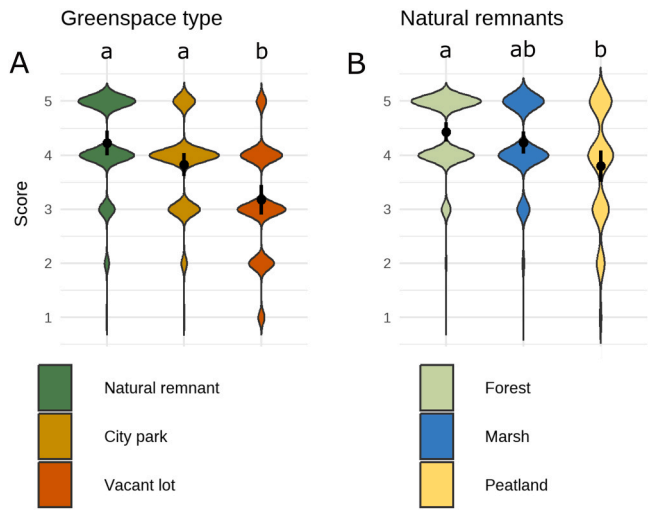 Greenspace type
Natural remnants
A
a
a
b
B
a
ab
b
Score
5
4
3
2
1
5
4
3
2
1
Natural remnant
City park
Vacant lot
Forest
Marsh
Peatland